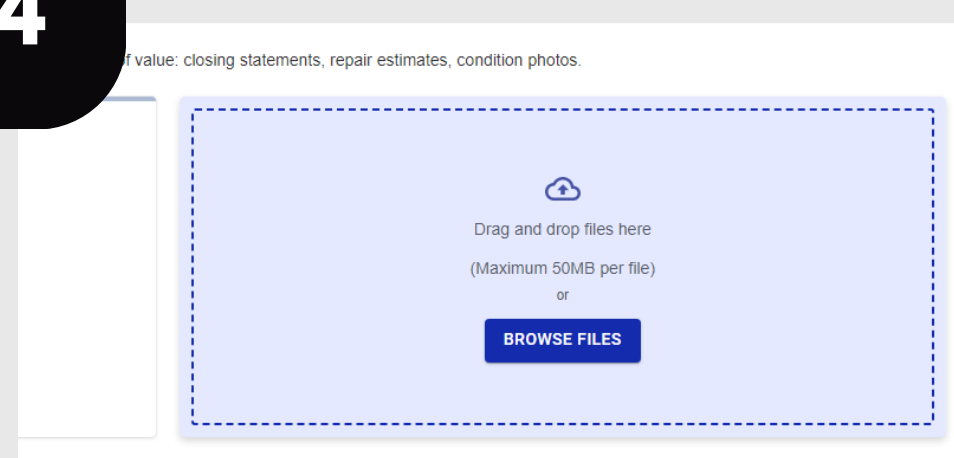 4
of value: closing statements, repair estimates, condition photos.
Drag and drop files here
(Maximum 50MB per file)
or
BROWSE FILES